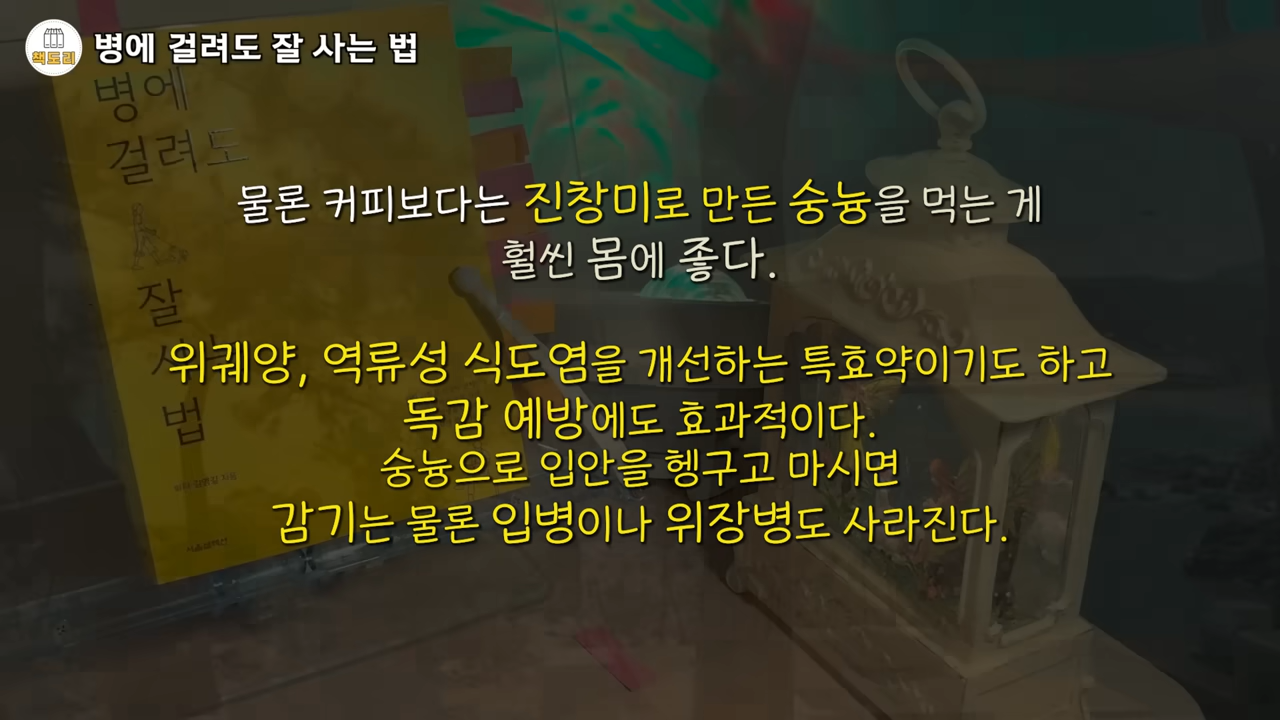 책도리
병에 걸려도 잘 사는 법
병에
걸려도
잘
법
물론 커피보다는 진창미로 만든 숭늉을 먹는 게
훨씬 몸에 좋다.
위궤양, 역류성 식도염을 개선하는 특효약이기도 하고
독감 예방에도 효과적이다.
숭늉으로 입안을 헹구고 마시면
감기는 물론 입병이나 위장병도 사라진다.